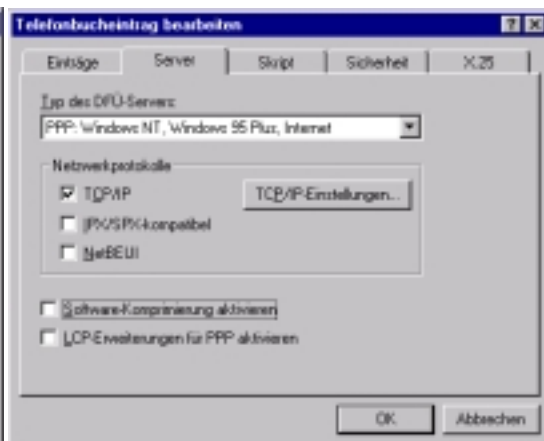 Telefonbucheintrag bearbeiten
Einträge Server Skript Sicherheit X.25
Typ des DFÜ-Servers:
PPP: Windows NT, Windows 95 Plus, Internet
Netzwerkprotokolle
TCP/IP TCP/IP-Einstellungen...
IPX/SPX-kompatibel
NetBEUI
Software-Komprimierung aktivieren
LCP-Erweiterungen für PPP aktivieren
OK Abbrechen